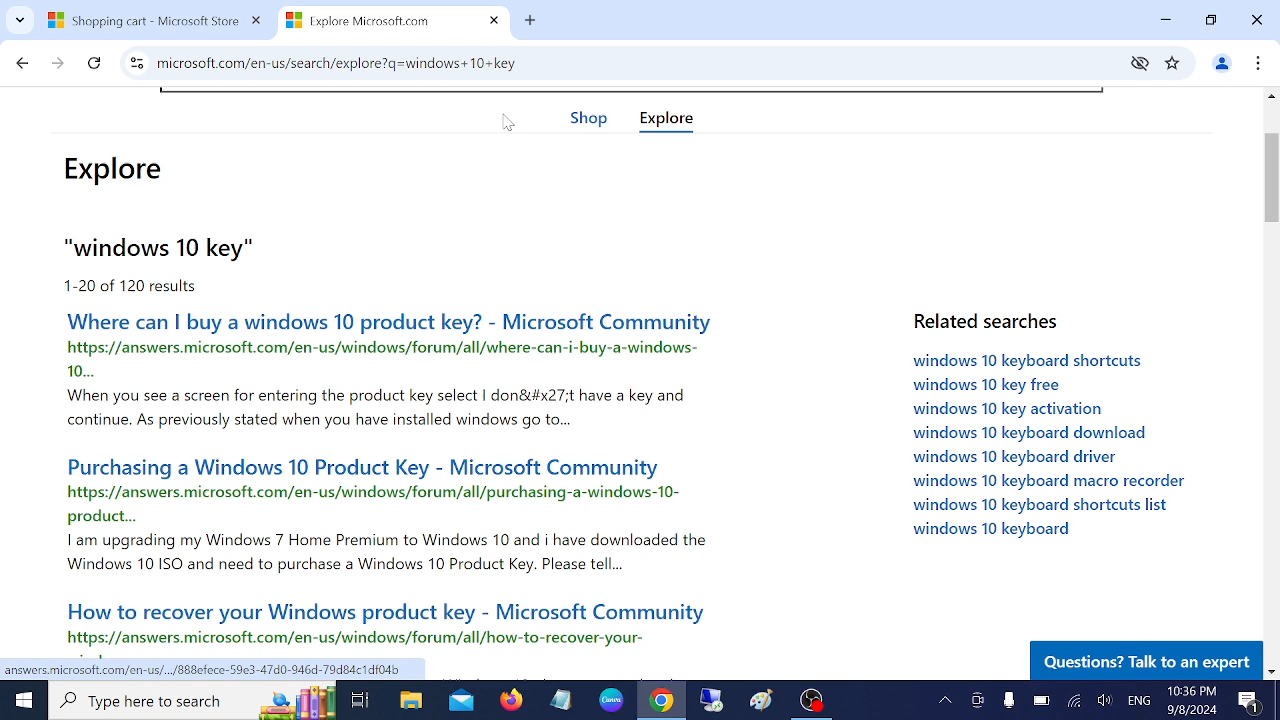 Shopping cart - Microsoft Store
Explore Microsoft.com
microsoft.com/en-us/search/explore?q=windows+10+key
Shop
Explore
Explore
"windows 10 key"
1-20 of 120 results
Where can I buy a windows 10 product key? - Microsoft Community
https://answers.microsoft.com/en-us/windows/forum/all/where-can-i-buy-a-windows-
10...
When you see a screen for entering the product key select I don&#x27;t have a key and
continue. As previously stated when you have installed windows go to...
Purchasing a Windows 10 Product Key - Microsoft Community
https://answers.microsoft.com/en-us/windows/forum/all/purchasing-a-windows-10-
product...
I am upgrading my Windows 7 Home Premium to Windows 10 and i have downloaded the
Windows 10 ISO and need to purchase a Windows 10 Product Key. Please tell...
How to recover your Windows product key - Microsoft Community
https://answers.microsoft.com/en-us/windows/forum/all/how-to-recover-your-
Related searches
windows 10 keyboard shortcuts
windows 10 key free
windows 10 key activation
windows 10 keyboard download
windows 10 keyboard driver
windows 10 keyboard macro recorder
windows 10 keyboard shortcuts list
windows 10 keyboard
Questions? Talk to an expert
answers.microsoft.com/en-us/.../888efece-59e3-47d0-946d-79d84c1df04b
Type here to search
Canva
ENG
10:36 PM
9/8/2024
1